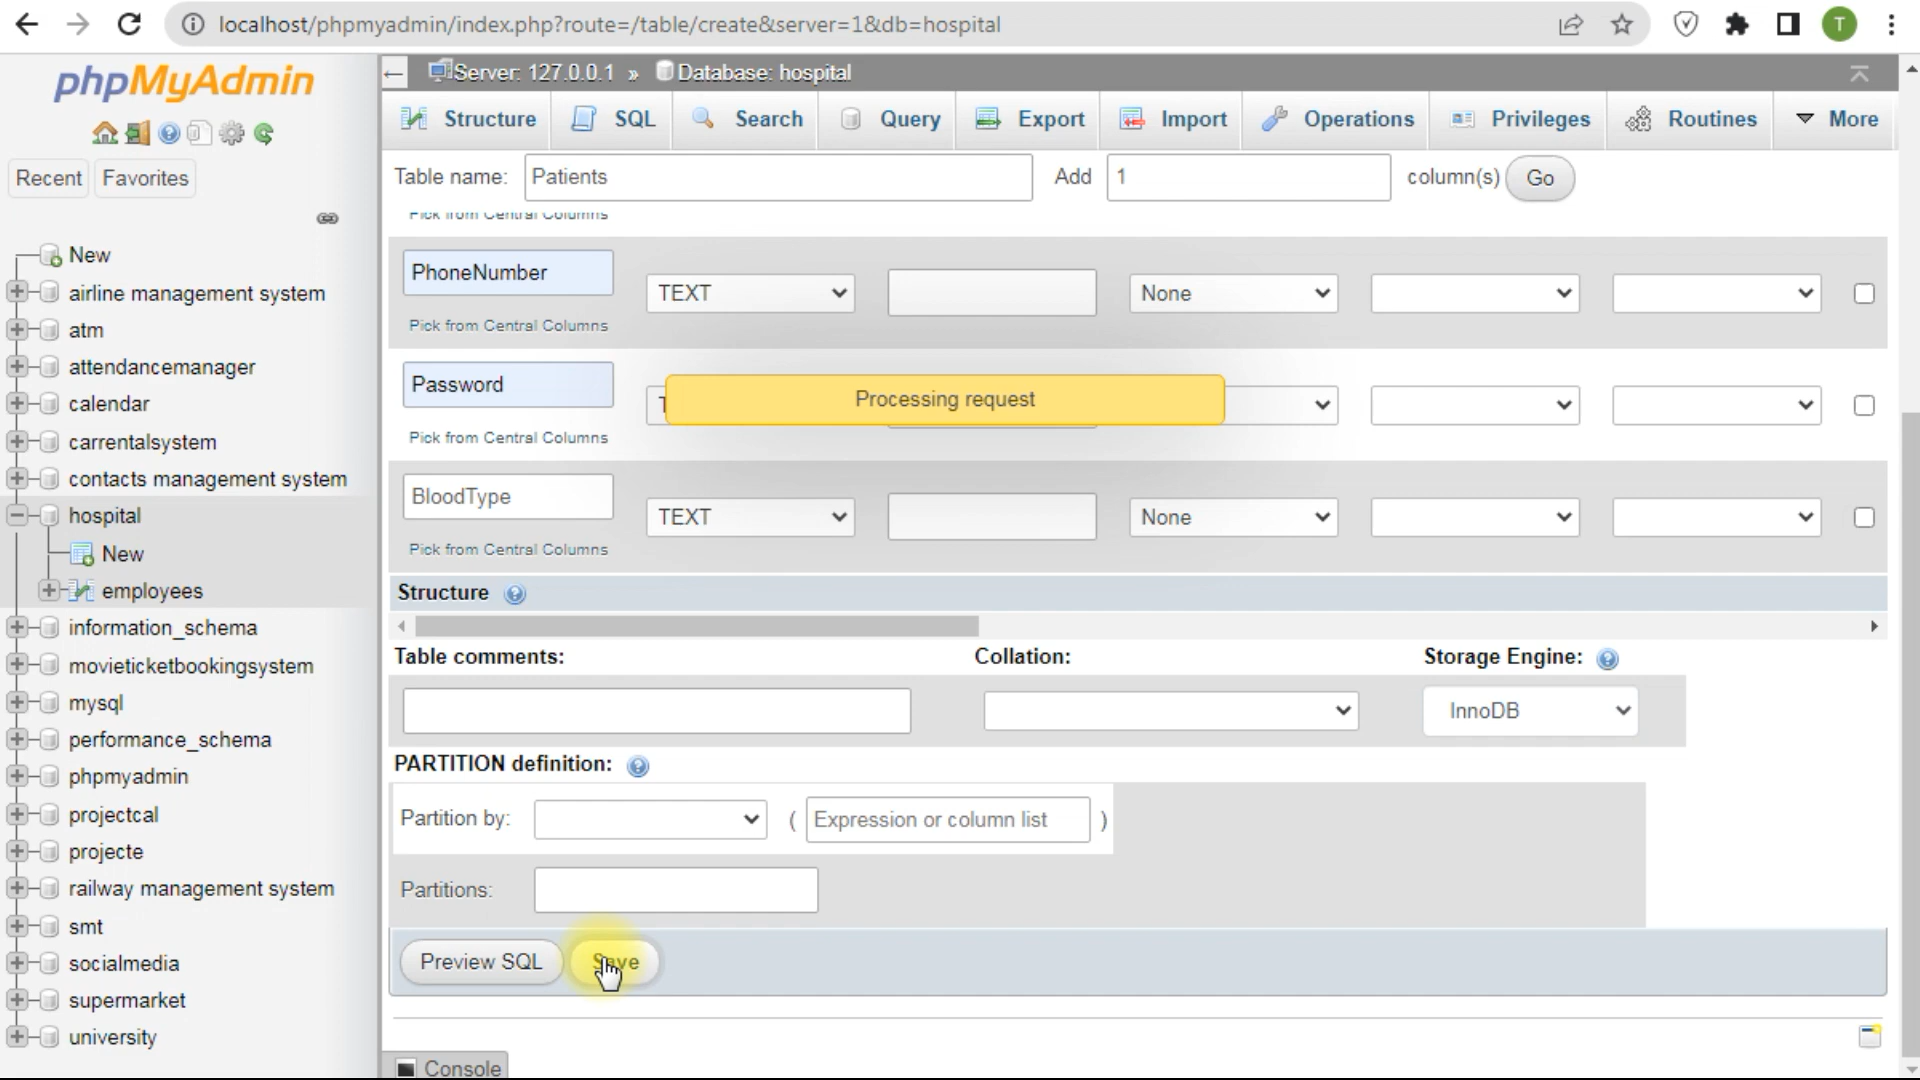 localhost/phpmyadmin/index.php?route=/table/create&server=1&db=hospital
T
phpMyAdmin
Recent
Favorites
New
airline management system
atm
attendancemanager
calendar
carrentalsystem
contacts management system
hospital
New
employees
information_schema
movieticketbookingsystem
mysql
performance_schema
phpmyadmin
projectcal
projecte
railway management system
smt
socialmedia
supermarket
university
Server: 127.0.0.1 » Database: hospital
Structure SQL Search Query Export Import Operations Privileges Routines More
Table name: Patients Add 1 column(s) Go
Pick from Central Columns
PhoneNumber TEXT None
Pick from Central Columns
Password
Processing request
Pick from Central Columns
BloodType TEXT None
Pick from Central Columns
Structure
Table comments: Collation: Storage Engine:
InnoDB
PARTITION definition:
Partition by: ( Expression or column list )
Partitions:
Preview SQL Save
Console